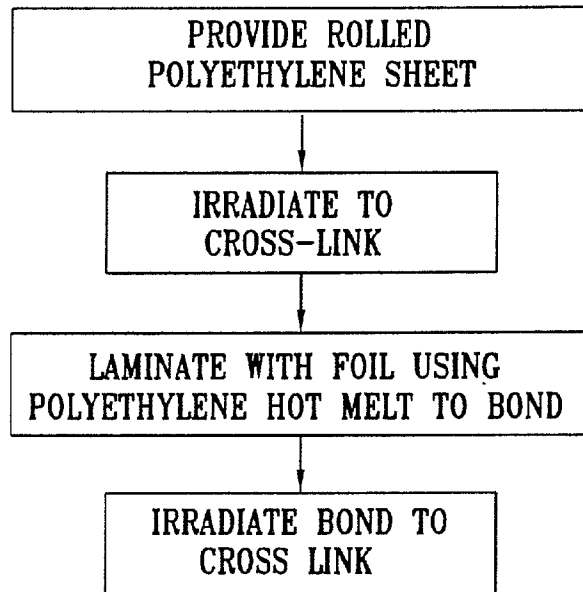 PROVIDE ROLLED
POLYETHYLENE SHEET
IRRADIATE TO
CROSS-LINK
LAMINATE WITH FOIL USING
POLYETHYLENE HOT MELT TO BOND
IRRADIATE BOND TO
CROSS LINK